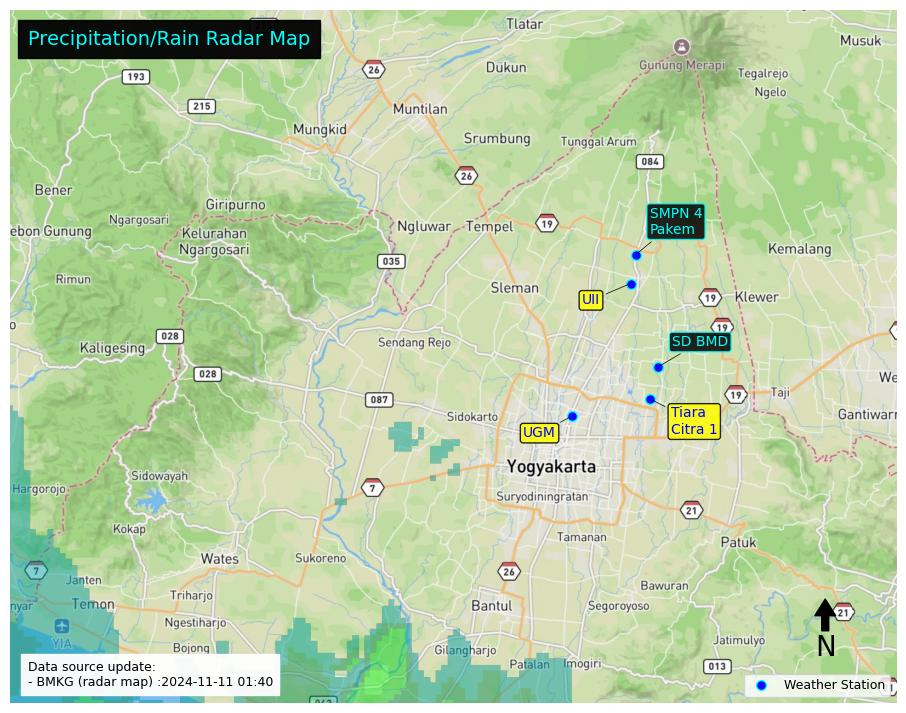 Precipitation/Rain Radar Map
Tlatar
Musuk
26
Gunung Merapi
193
Dukun
Tegalrejo
Ngelo
215
Muntilan
Mungkid
Srumbung
Tunggal Arum
084
26
Bener
Giripurno
SMPN 4
Pakem
Ngargosari
Ngluwar
Tempel
19
ebon Gunung
Kelurahan
Ngargosari
Kemalang
035
Rimun
Sleman
UII
19
Klewer
19
028
Kaligesing
Sendang Rejo
SD BMD
028
We
087
19
Taji
Sidokarto
Tiara
Citra 1
Gantiwarn
UGM
Yogyakarta
Sidowayah
Hargorojo
7
Suryodiningratan
21
Kokap
Tamanan
Patuk
Wates
Sukoreno
7
26
Janten
Bawuran
Triharjo
nyar
Temon
Bantul
Segoroyoso
21
Ngestiharjo
YIA
Jatimulyo
N
Bojong
Gilangharjo
Patalan
Imogiri
013
Data source update:
- BMKG (radar map) :2024-11-11 01:40
Weather Station